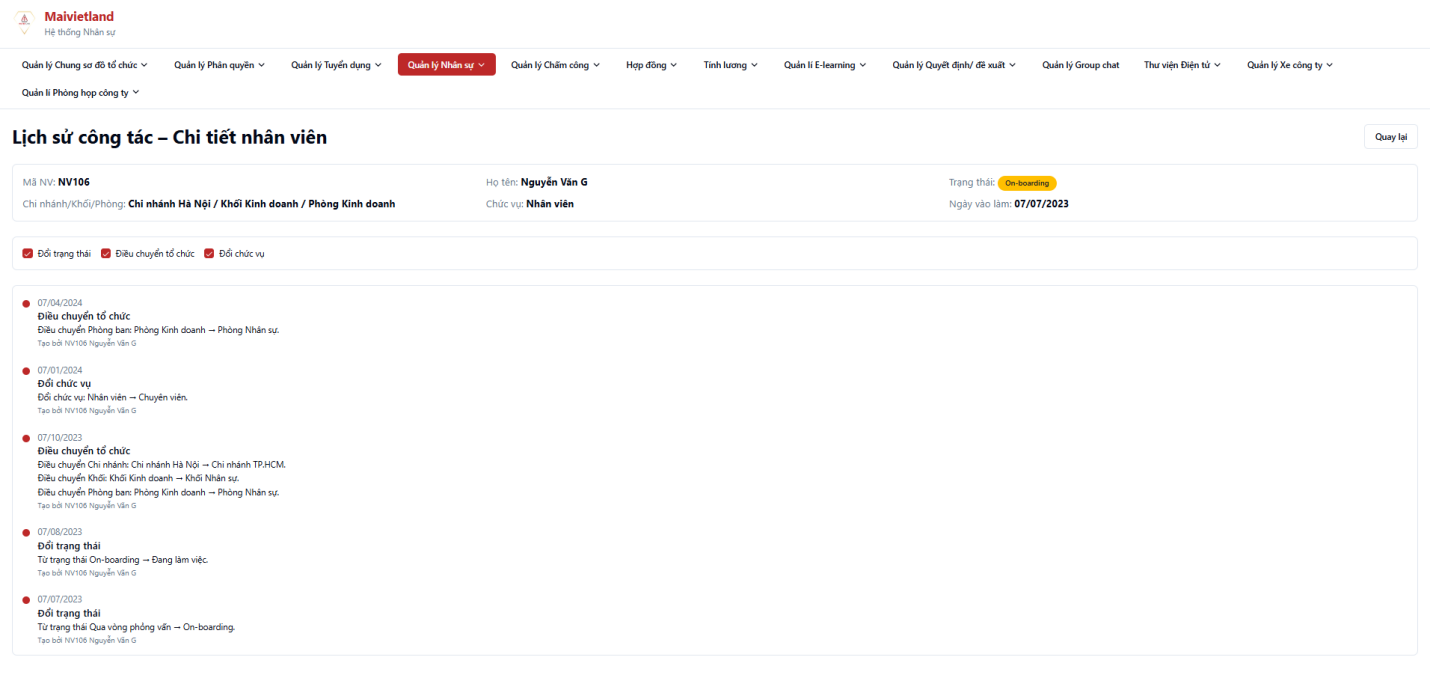 Maivietland
Hệ thống Nhân sự
Quản lý Chung sơ đồ tổ chức
Quản lý Phân quyền
Quản lý Tuyển dụng
Quản lý Nhân sự
Quản lý Chấm công
Hợp đồng
Tính lương
Quản lí E-learning
Quản lý Quyết định/ đề xuất
Quản lý Group chat
Thư viện Điện tử
Quản lý Xe công ty
Quản lí Phòng họp công ty
Lịch sử công tác – Chi tiết nhân viên
Quay lại
Mã NV: NV106
Họ tên: Nguyễn Văn G
Trạng thái: On-boarding
Chi nhánh/Khối/Phòng: Chi nhánh Hà Nội / Khối Kinh doanh / Phòng Kinh doanh
Chức vụ: Nhân viên
Ngày vào làm: 07/07/2023
Đổi trạng thái
Điều chuyển tổ chức
Đổi chức vụ
07/04/2024
Điều chuyển tổ chức
Điều chuyển Phòng ban: Phòng Kinh doanh → Phòng Nhân sự.
Tạo bởi NV106 Nguyễn Văn G
07/01/2024
Đổi chức vụ
Đổi chức vụ: Nhân viên → Chuyên viên.
Tạo bởi NV106 Nguyễn Văn G
07/10/2023
Điều chuyển tổ chức
Điều chuyển Chi nhánh: Chi nhánh Hà Nội → Chi nhánh TP.HCM.
Điều chuyển Khối: Khối Kinh doanh → Khối Nhân sự.
Điều chuyển Phòng ban: Phòng Kinh doanh → Phòng Nhân sự.
Tạo bởi NV106 Nguyễn Văn G
07/08/2023
Đổi trạng thái
Từ trạng thái On-boarding → Đang làm việc.
Tạo bởi NV106 Nguyễn Văn G
07/07/2023
Đổi trạng thái
Từ trạng thái Qua vòng phỏng vấn → On-boarding.
Tạo bởi NV106 Nguyễn Văn G